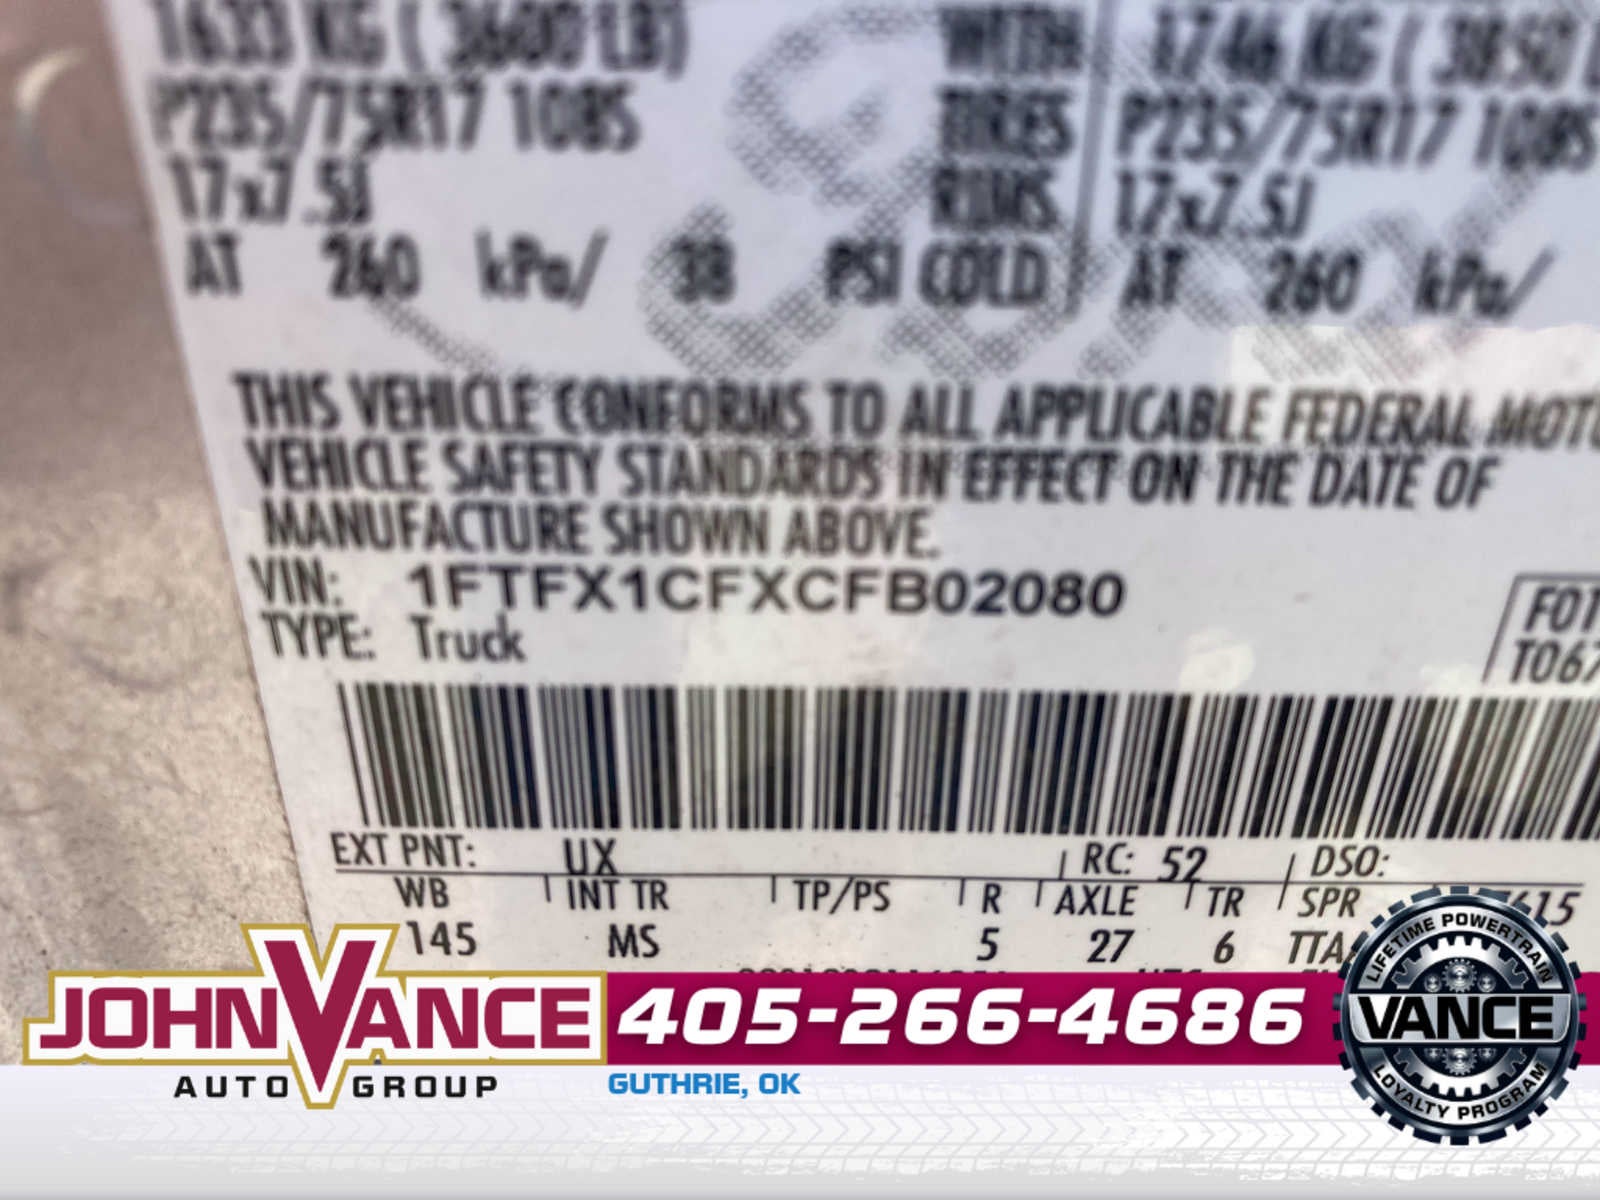 1633 KG ( 3600 LB) WITH 1746 KG ( 3850 L
P235/75R17 108S TIRES P235/75R17 108S
17x7.5J RIMS 17x7.5J
AT 260 kPa/ 38 PSI COLD AT 260 kPa/
THIS VEHICLE CONFORMS TO ALL APPLICABLE FEDERAL MOTO
VEHICLE SAFETY STANDARDS IN EFFECT ON THE DATE OF
MANUFACTURE SHOWN ABOVE.
VIN: 1FTFX1CFXCFB02080
TYPE: Truck
F0T
T067
EXT PNT: UX RC: 52 DSO:
WB INT TR TP/PS R AXLE TR SPR 7615
145 MS 5 27 6 TTA
JOHN VANCE
AUTO GROUP
405-266-4686
GUTHRIE, OK
LIFETIME POWERTRAIN
VANCE
LOYALTY PROGRAM